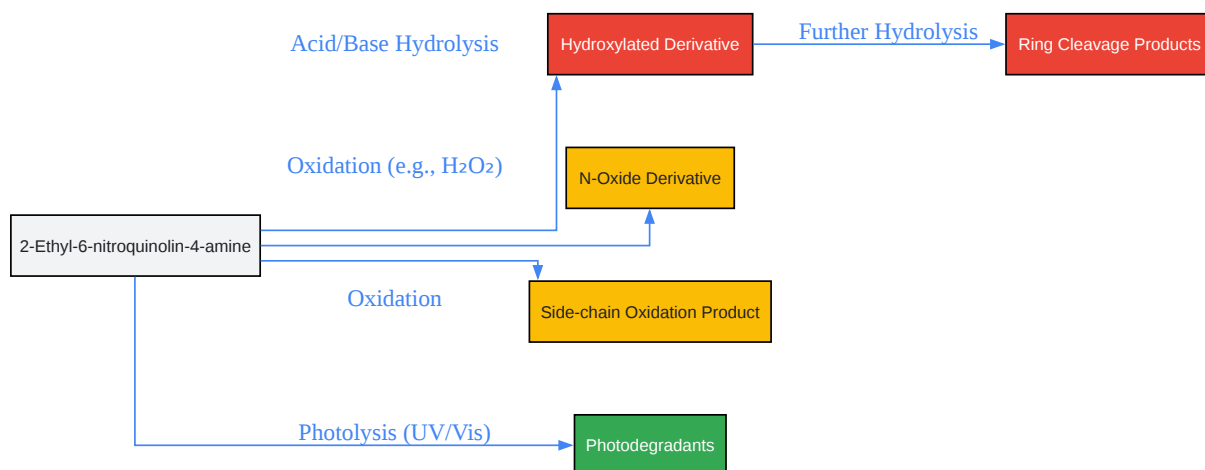 Acid/Base Hydrolysis
Hydroxylated Derivative
Further Hydrolysis
Ring Cleavage Products
Oxidation (e.g., H₂O₂)
N-Oxide Derivative
2-Ethyl-6-nitroquinolin-4-amine
Oxidation
Side-chain Oxidation Product
Photolysis (UV/Vis)
Photodegradants